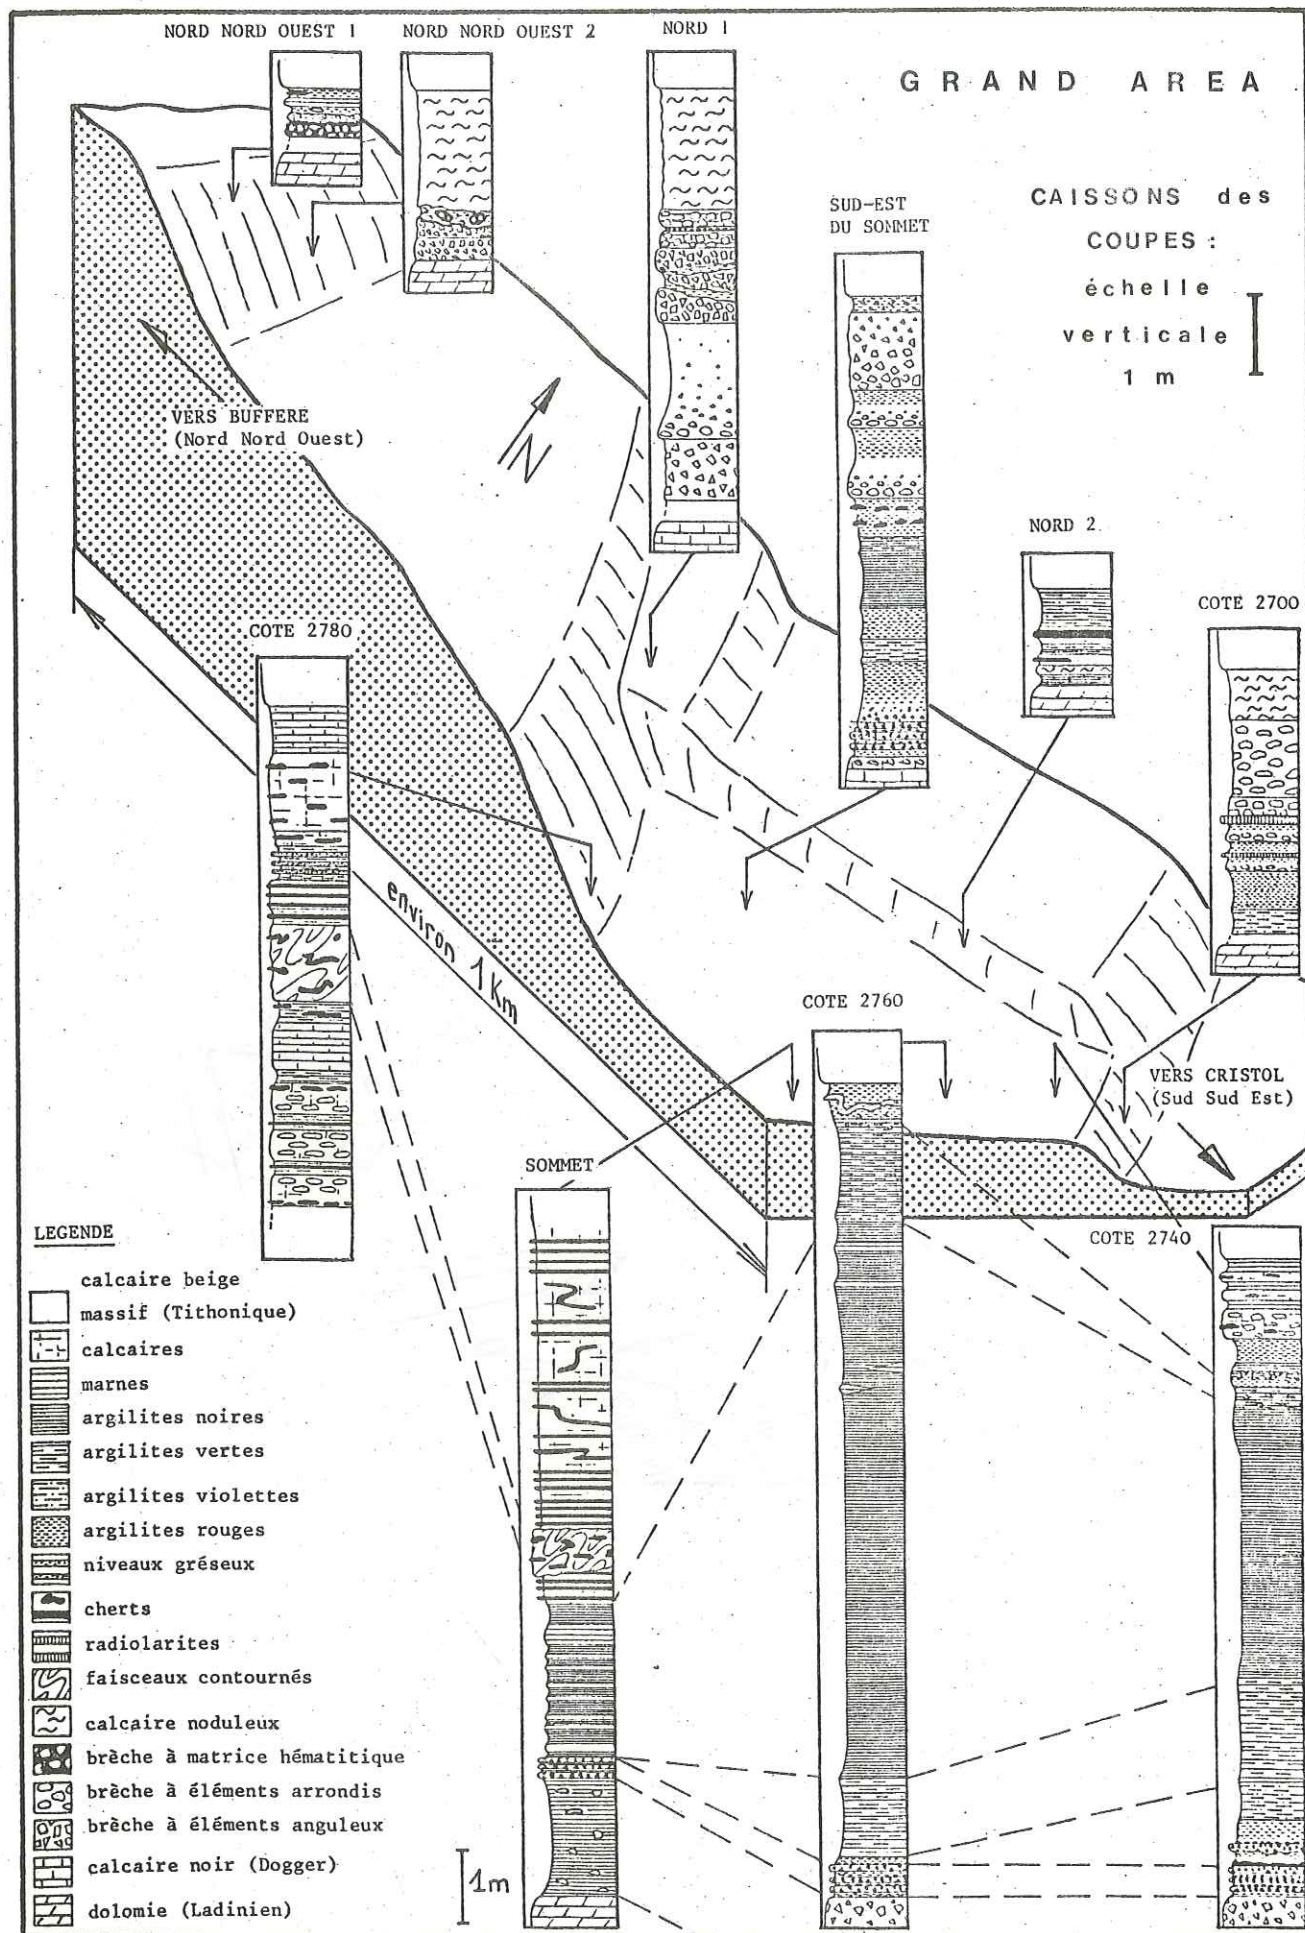 NORD NORD OUEST 1
NORD NORD OUEST 2
NORD 1
GRAND AREA
CAISSONS des
COUPES :
échelle
verticale
1 m
SUD-EST
DU SOMMET
VERS BUFFERE
(Nord Nord Ouest)
N
NORD 2
COTE 2700
COTE 2780
environ 1 Km
COTE 2760
VERS CRISTOL
(Sud Sud Est)
SOMMET
COTE 2740
LEGENDE
calcaire beige
massif (Tithonique)
calcaires
marnes
argilites noires
argilites vertes
argilites violettes
argilites rouges
niveaux gréseux
cherts
radiolarites
faisceaux contournés
calcaire noduleux
brèche à matrice hématitique
brèche à éléments arrondis
brèche à éléments anguleux
calcaire noir (Dogger)
dolomie (Ladinien)
1m